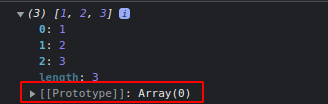 (3) [1, 2, 3] i
0: 1
1: 2
2: 3
length: 3
[[Prototype]]: Array(0)